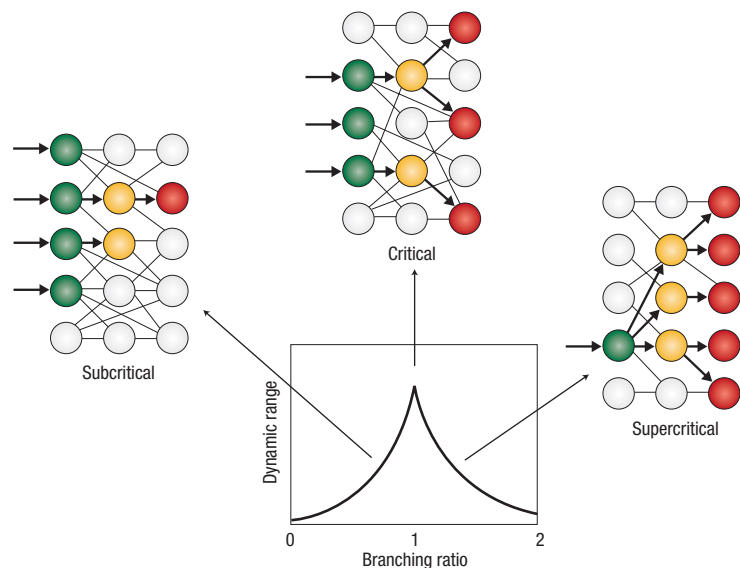 Critical
Subcritical
Supercritical
Dynamic range
0
1
2
Branching ratio